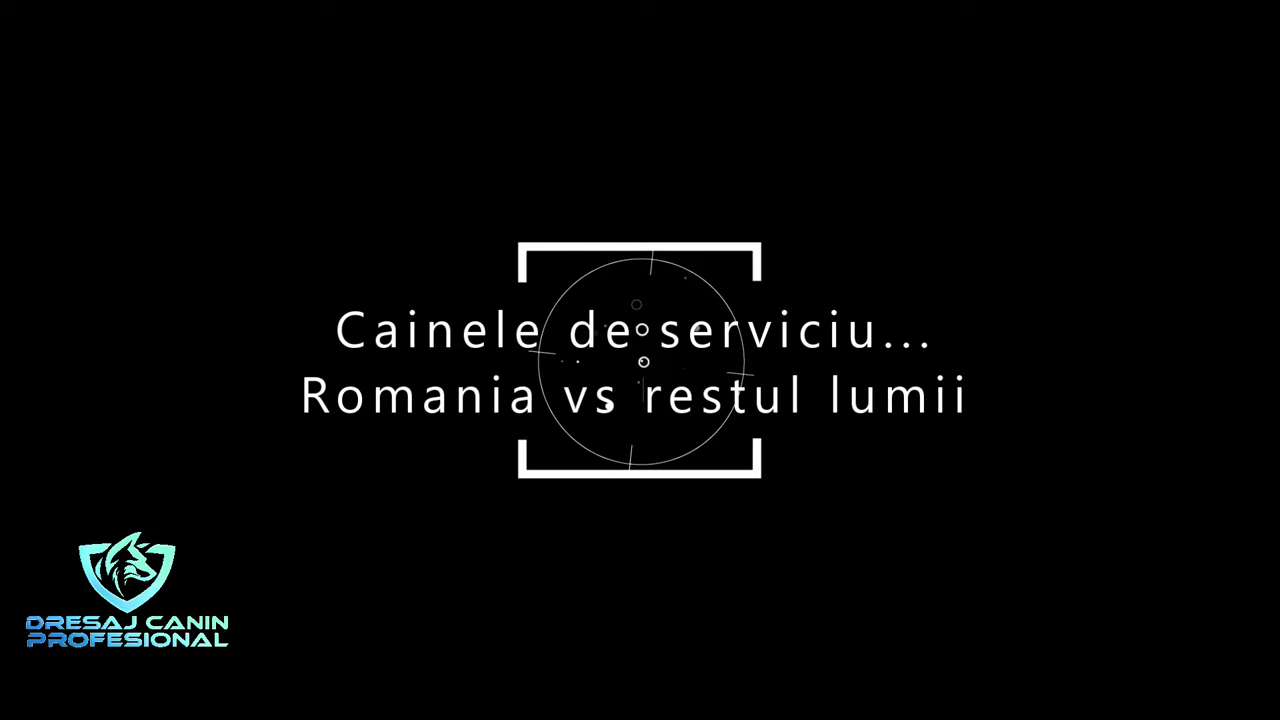 Cainele de serviciu...
Romania vs restul lumii
DRESAJ CANIN
PROFESIONAL